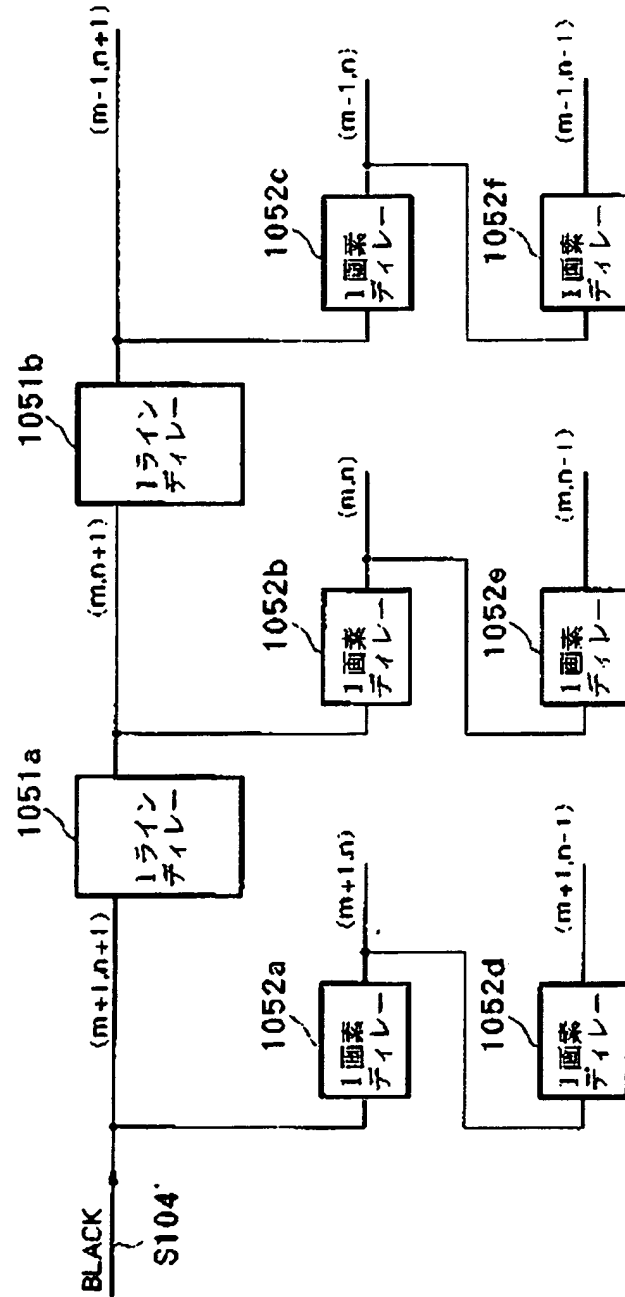 BLACK
S104
(m+1,n+1)
1051a
1ライン
ディレー
(m,n+1)
1051b
1ライン
ディレー
(m-1,n+1)
1052a
1画素
ディレー
(m+1,n)
1052b
1画素
ディレー
(m,n)
1052c
1画素
ディレー
(m-1,n)
1052d
1画素
ディレー
(m+1,n-1)
1052e
1画素
ディレー
(m,n-1)
1052f
1画素
ディレー
(m-1,n-1)